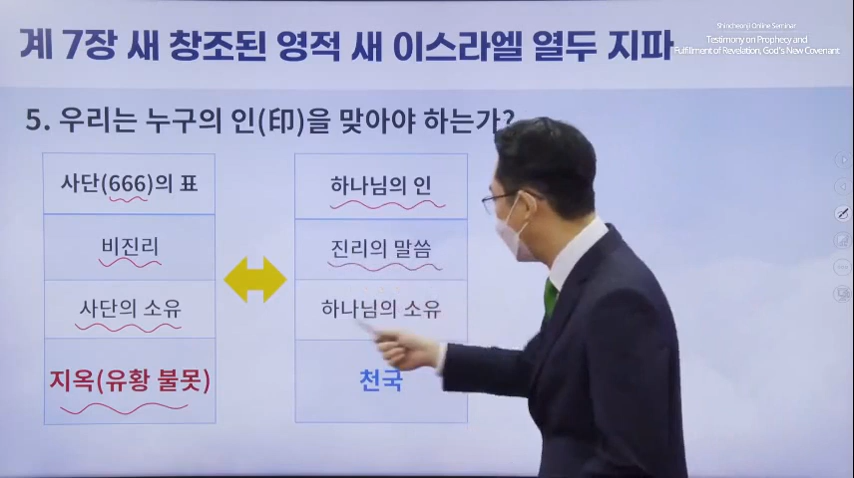 계 7장 새 창조된 영적 새 이스라엘 열두 지파
Shincheonji Online Seminar
Testimony on Prophecy and
Fulfillment of Revelation, God's New Covenant
5. 우리는 누구의 인(印)을 맞아야 하는가?
사단(666)의 표
하나님의 인
비진리
진리의 말씀
사단의 소유
하나님의 소유
지옥(유황 불못)
천국